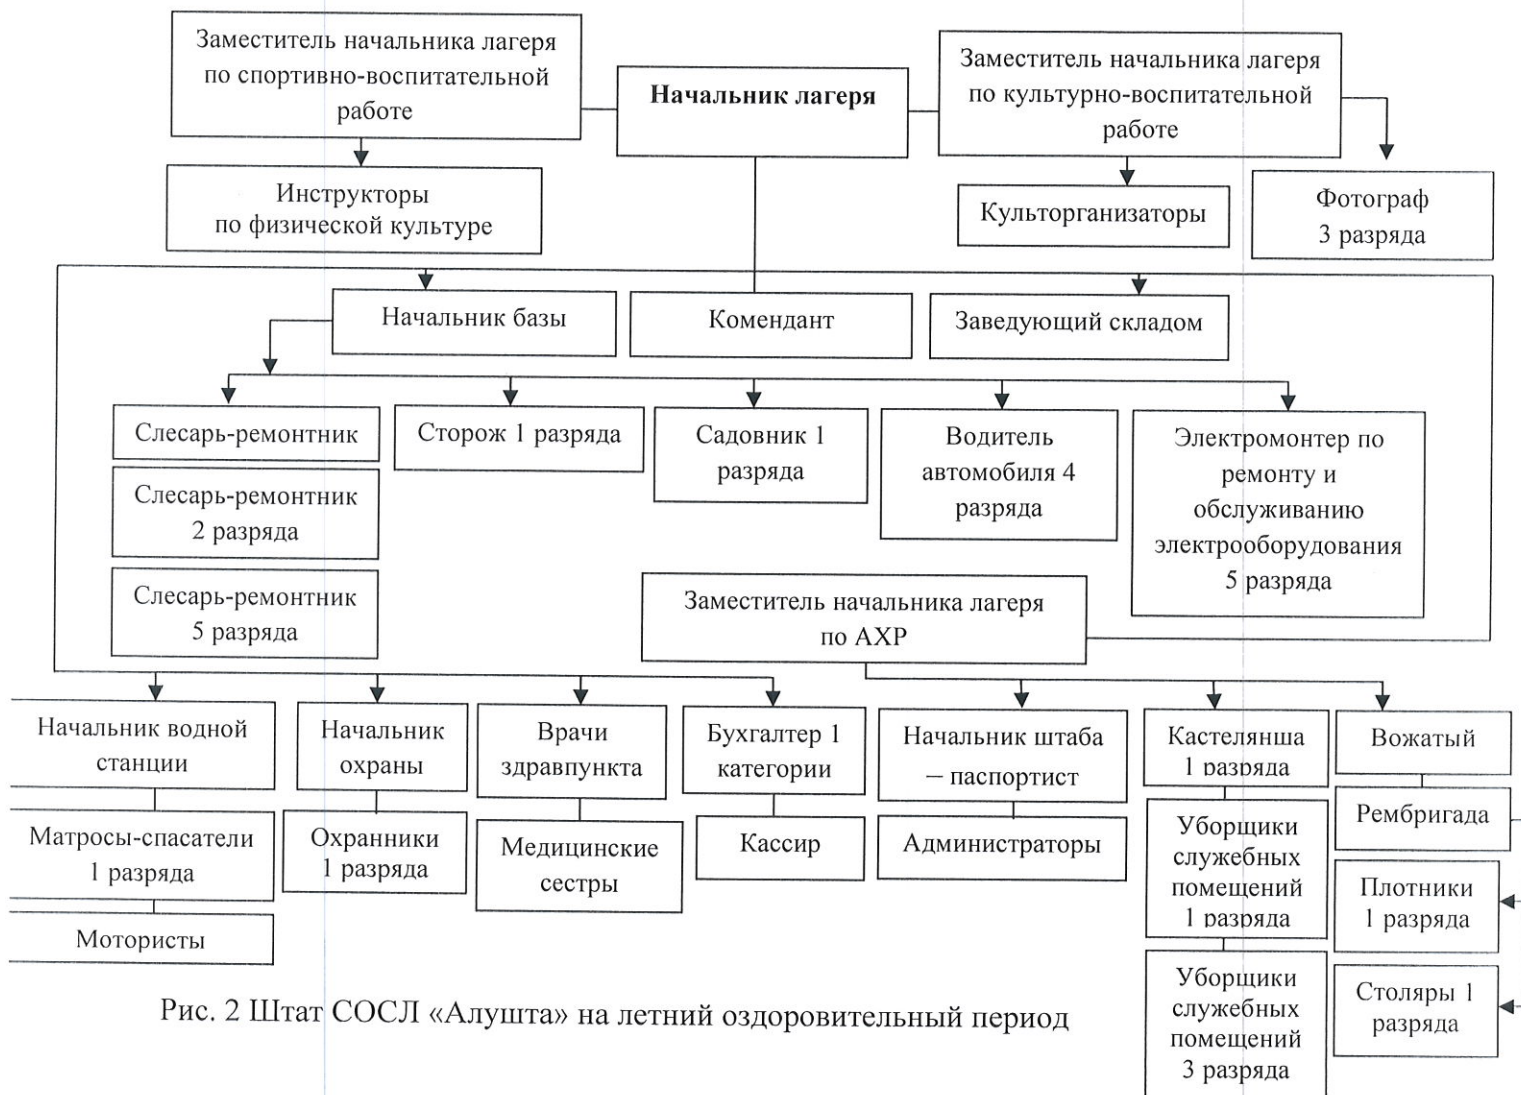 Заместитель начальника лагеря
по спортивно-воспитательной
работе
Начальник лагеря
Заместитель начальника лагеря
по культурно-воспитательной
работе
Инструкторы
по физической культуре
Культорганизаторы
Фотограф
3 разряда
Начальник базы
Комендант
Заведующий складом
Слесарь-ремонтник
Слесарь-ремонтник
2 разряда
Слесарь-ремонтник
5 разряда
Сторож 1 разряда
Садовник 1
разряда
Водитель
автомобиля 4
разряда
Электромонтер по
ремонту и
обслуживанию
электрооборудования
5 разряда
Заместитель начальника лагеря
по АХР
Начальник водной
станции
Матросы-спасатели
1 разряда
Мотористы
Начальник
охраны
Охранники
1 разряда
Врачи
здравпункта
Медицинские
сестры
Бухгалтер 1
категории
Кассир
Начальник штаба
– паспортист
Администраторы
Кастелянша
1 разряда
Уборщики
служебных
помещений
1 разряда
Уборщики
служебных
помещений
3 разряда
Вожатый
Рембригада
Плотники
1 разряда
Столяры 1
разряда
Рис. 2 Штат СОСЛ «Алушта» на летний оздоровительный период